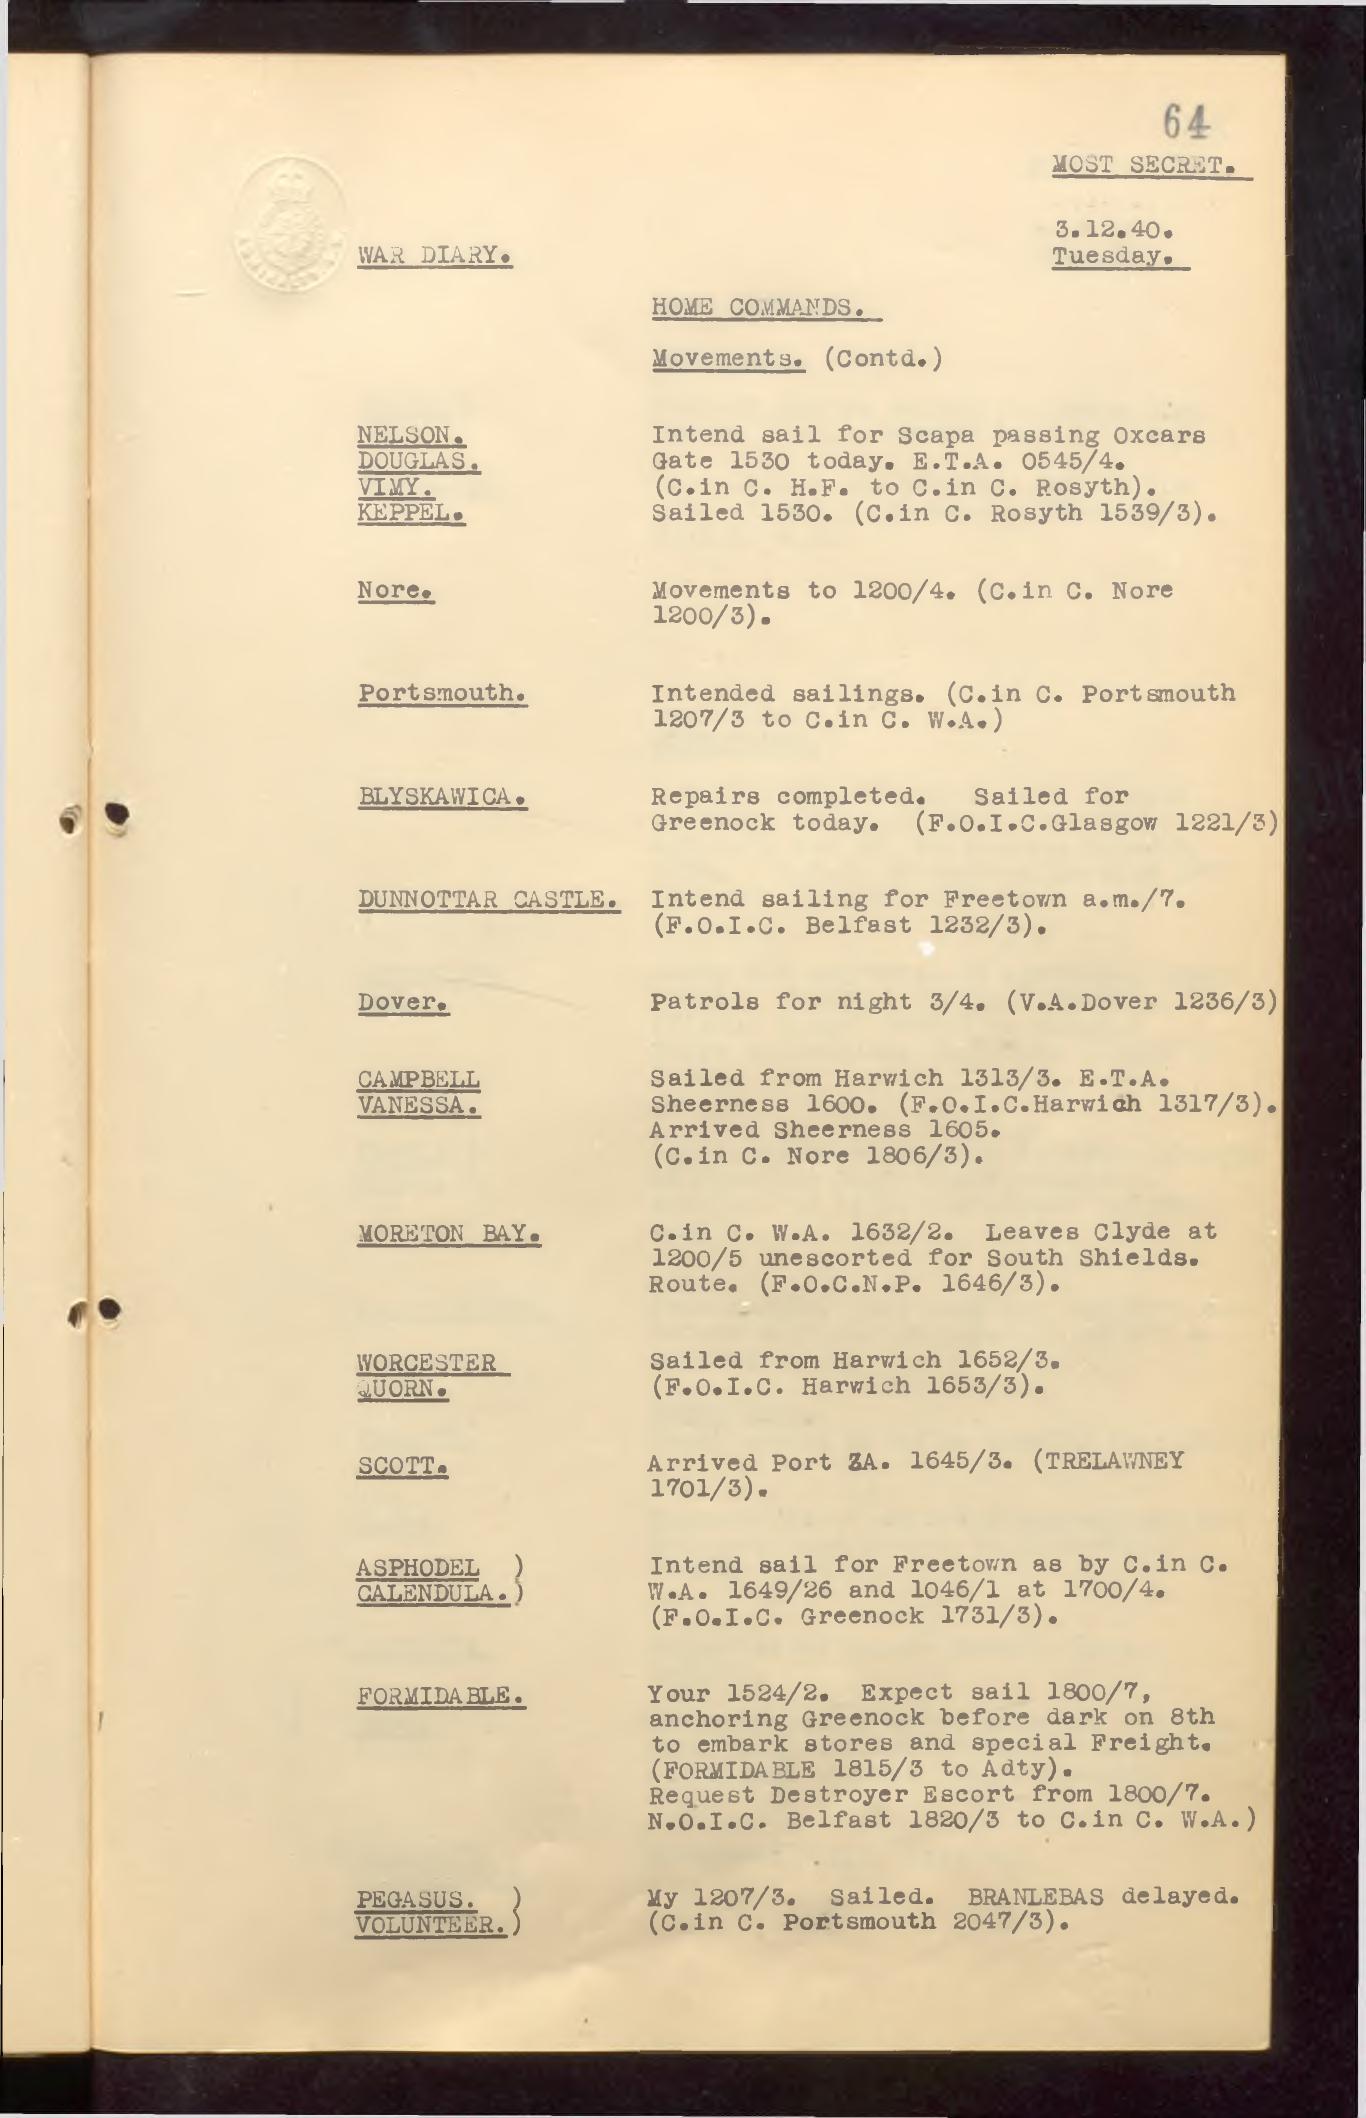 64
MOST SECRET.
3.12.40.
WAR DIARY. Tuesday.
HOME COMMANDS.
Movements. (Contd.)
NELSON. Intend sail for Scapa passing Oxcars
DOUGLAS. Gate 1530 today. E.T.A. 0545/4.
VIMY. (C.in C. H.F. to C.in C. Rosyth).
KEPPEL. Sailed 1530. (C.in C. Rosyth 1539/3).
Nore. Movements to 1200/4. (C.in C. Nore
1200/3).
Portsmouth. Intended sailings. (C.in C. Portsmouth
1207/3 to C.in C. W.A.)
BLYSKAWICA. Repairs completed. Sailed for
Greenock today. (F.O.I.C.Glasgow 1221/3)
DUNNOTTAR CASTLE. Intend sailing for Freetown a.m./7.
(F.O.I.C. Belfast 1232/3).
Dover. Patrols for night 3/4. (V.A.Dover 1236/3)
CAMPBELL Sailed from Harwich 1313/3. E.T.A.
VANESSA. Sheerness 1600. (F.O.I.C.Harwich 1317/3).
Arrived Sheerness 1605.
(C.in C. Nore 1806/3).
MORETON BAY. C.in C. W.A. 1632/2. Leaves Clyde at
1200/5 unescorted for South Shields.
Route. (F.O.C.N.P. 1646/3).
WORCESTER Sailed from Harwich 1652/3.
QUORN. (F.O.I.C. Harwich 1653/3).
SCOTT. Arrived Port ZA. 1645/3. (TRELAWNEY
1701/3).
ASPHODEL ) Intend sail for Freetown as by C.in C.
CALENDULA.) W.A. 1649/26 and 1046/1 at 1700/4.
(F.O.I.C. Greenock 1731/3).
FORMIDABLE. Your 1524/2. Expect sail 1800/7,
anchoring Greenock before dark on 8th
to embark stores and special Freight.
(FORMIDABLE 1815/3 to Adty).
Request Destroyer Escort from 1800/7.
N.O.I.C. Belfast 1820/3 to C.in C. W.A.)
PEGASUS. ) My 1207/3. Sailed. BRANLEBAS delayed.
VOLUNTEER.) (C.in C. Portsmouth 2047/3).